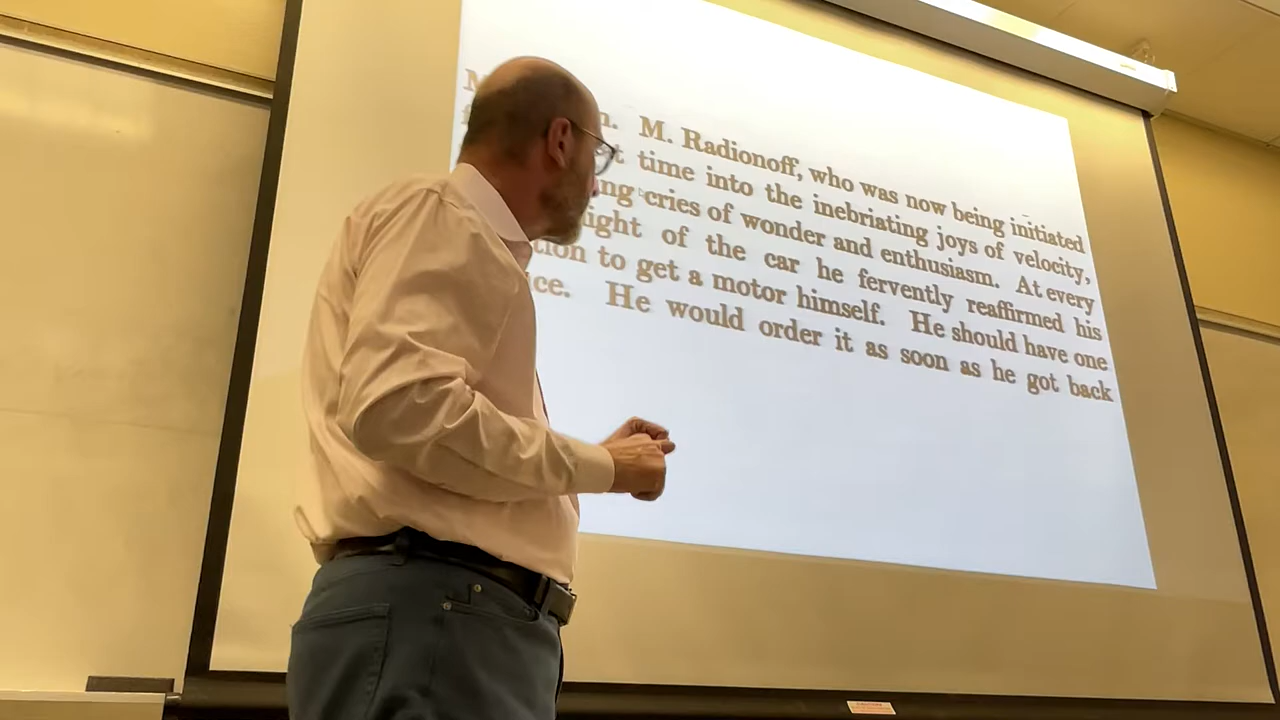 M. Radionoff, who was now being initiated
time into the inebriating joys of velocity,
cries of wonder and enthusiasm. At every
of the car he fervently reaffirmed his
to get a motor himself. He should have one
He would order it as soon as he got back